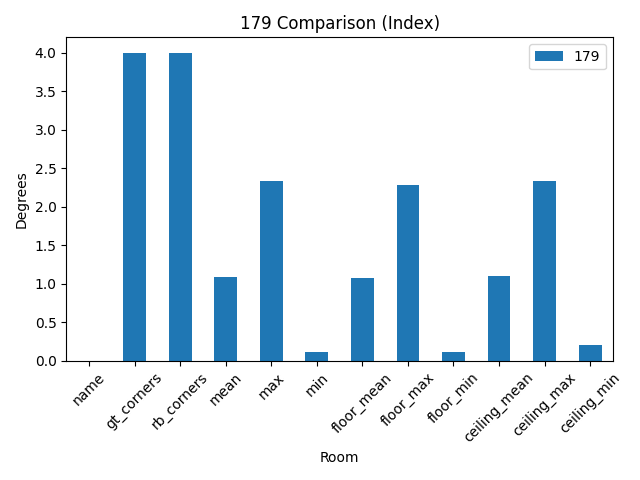 179 Comparison (Index)
179
Degrees
4.0
3.5
3.0
2.5
2.0
1.5
1.0
0.5
0.0
name
gt_corners
rb_corners
mean
max
min
floor_mean
floor_max
floor_min
ceiling_mean
ceiling_max
ceiling_min
Room